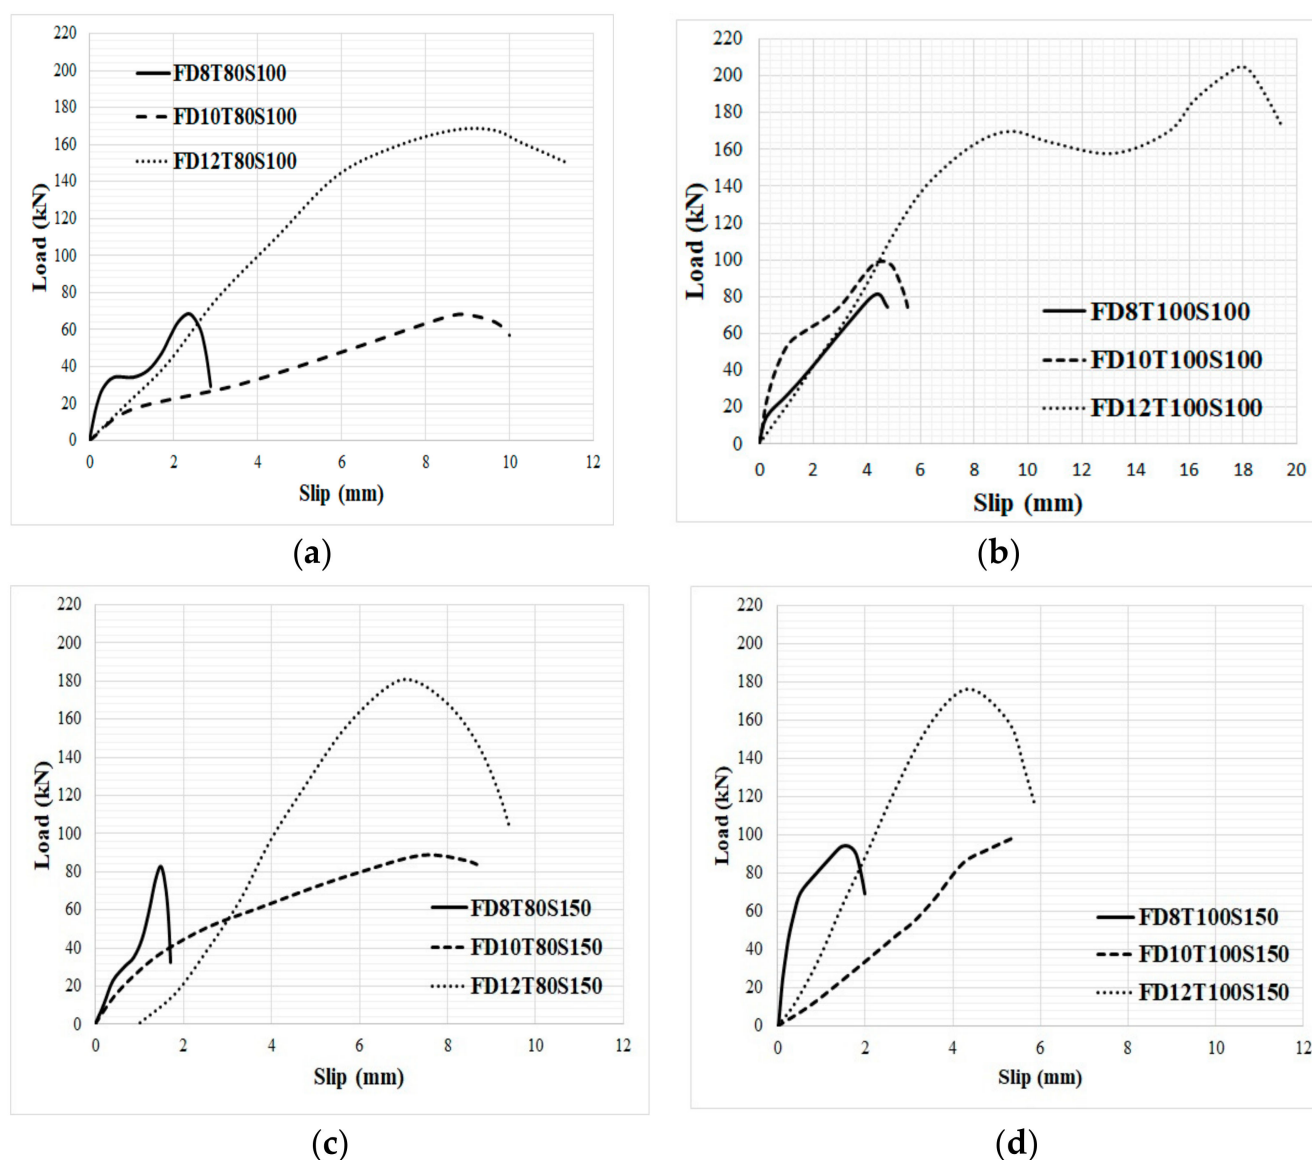 220
200
180
160
140
120
100
80
60
40
20
0
Load (kN)
FD8T80S100
FD10T80S100
FD12T80S100
0 2 4 6 8 10 12
Slip (mm)
(a)
220
200
180
160
140
120
100
80
60
40
20
0
Load (kN)
FD8T100S100
FD10T100S100
FD12T100S100
0 2 4 6 8 10 12 14 16 18 20
Slip (mm)
(b)
220
200
180
160
140
120
100
80
60
40
20
0
Load (kN)
FD8T80S150
FD10T80S150
FD12T80S150
0 2 4 6 8 10 12
Slip (mm)
(c)
220
200
180
160
140
120
100
80
60
40
20
0
Load (kN)
FD8T100S150
FD10T100S150
FD12T100S150
0 2 4 6 8 10 12
Slip (mm)
(d)